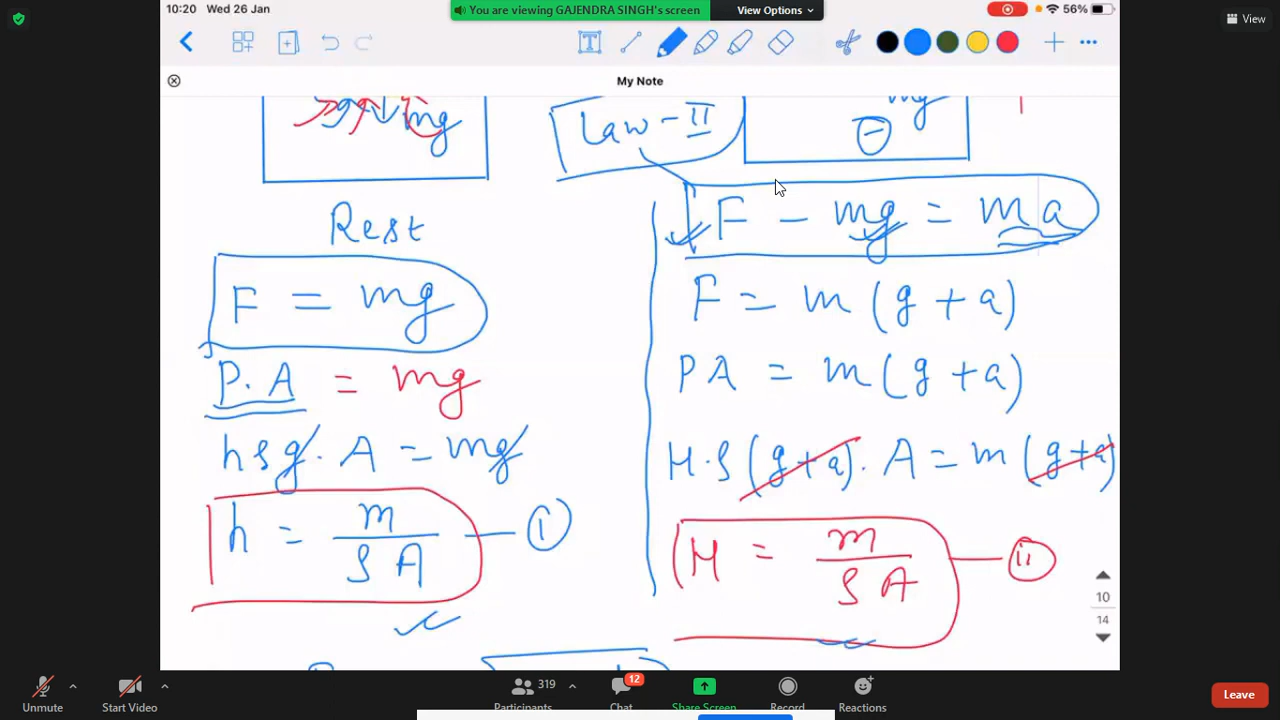 10:20 Wed 26 Jan
You are viewing GAJENDRA SINGH's screen
View Options
56%
View
My Note
mg
Law - II
mg
θ
Rest
F - mg = ma
F = mg
F = m (g + a)
P.A = mg
PA = m (g + a)
hρg. A = mg
H.ρ (g + a). A = m (g + a)
h = m / ρA — I
H = m / ρA — II
10
14
Unmute
Start Video
319
Participants
12
Chat
Share Screen
Record
Reactions
Leave